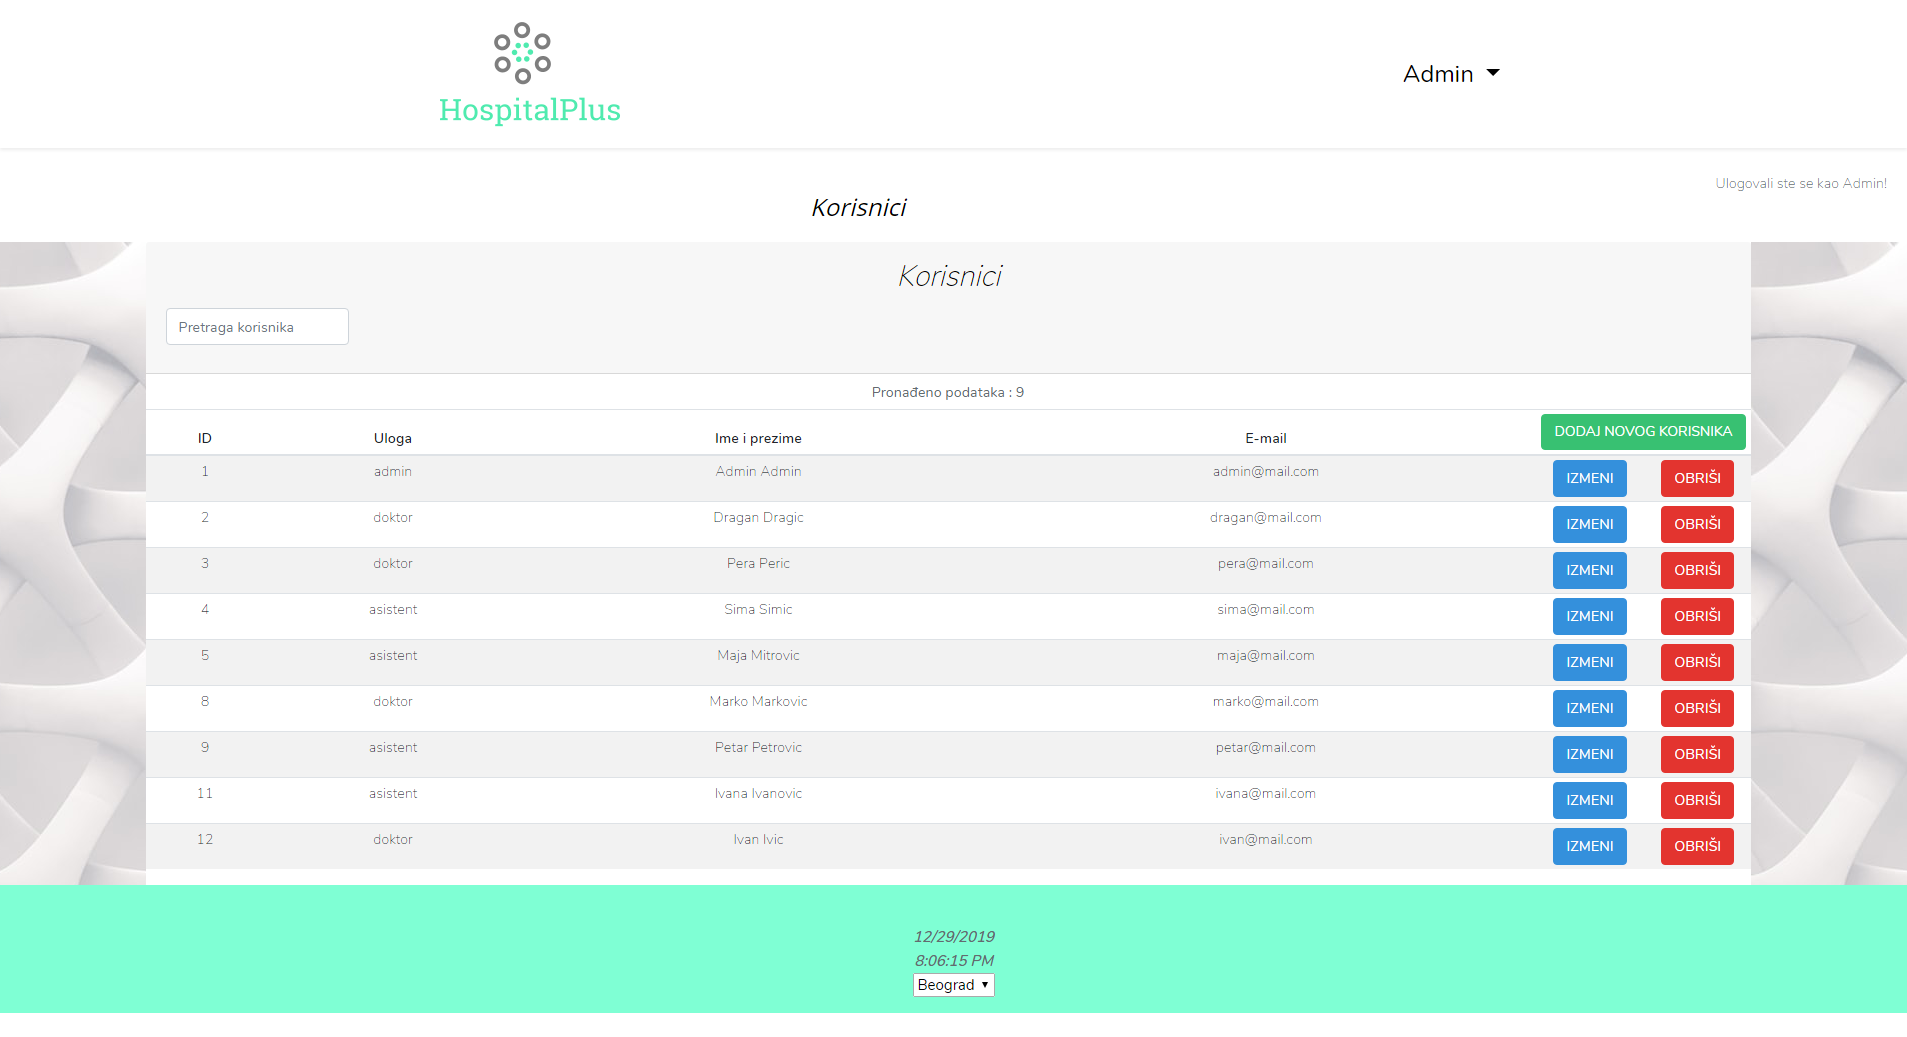 HospitalPlus
Admin
Ulogovali ste se kao Admin!
Korisnici
Korisnici
Pretraga korisnika
Pronađeno podataka : 9
ID Uloga Ime i prezime E-mail DODAJ NOVOG KORISNIKA
1 admin Admin Admin admin@mail.com IZMENI OBRIŠI
2 doktor Dragan Dragic dragan@mail.com IZMENI OBRIŠI
3 doktor Pera Peric pera@mail.com IZMENI OBRIŠI
4 asistent Sima Simic sima@mail.com IZMENI OBRIŠI
5 asistent Maja Mitrovic maja@mail.com IZMENI OBRIŠI
8 doktor Marko Markovic marko@mail.com IZMENI OBRIŠI
9 asistent Petar Petrovic petar@mail.com IZMENI OBRIŠI
11 asistent Ivana Ivanovic ivana@mail.com IZMENI OBRIŠI
12 doktor Ivan Ivic ivan@mail.com IZMENI OBRIŠI
12/29/2019
8:06:15 PM
Beograd